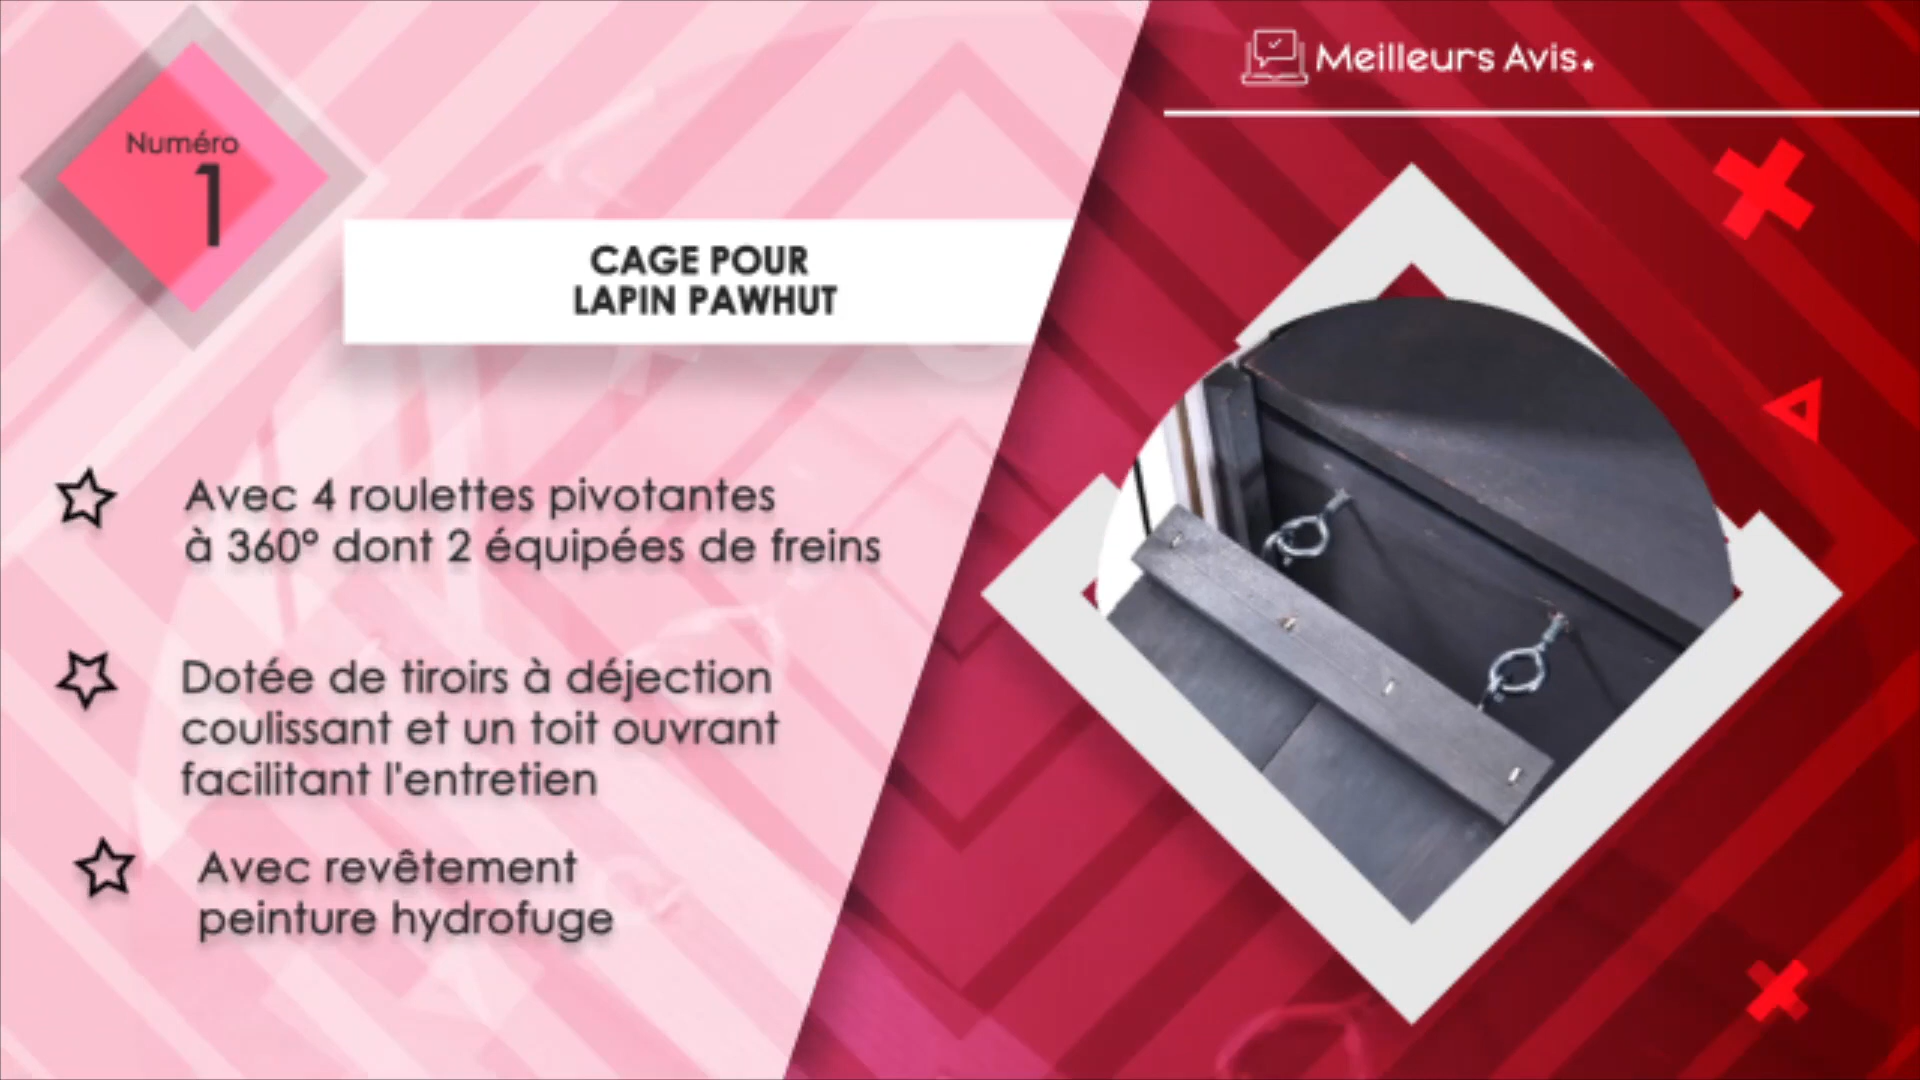 Meilleurs Avis
Numéro
1
CAGE POUR
LAPIN PAWHUT
Avec 4 roulettes pivotantes
à 360° dont 2 équipées de freins
Dotée de tiroirs à déjection
coulissant et un toit ouvrant
facilitant l'entretien
Avec revêtement
peinture hydrofuge